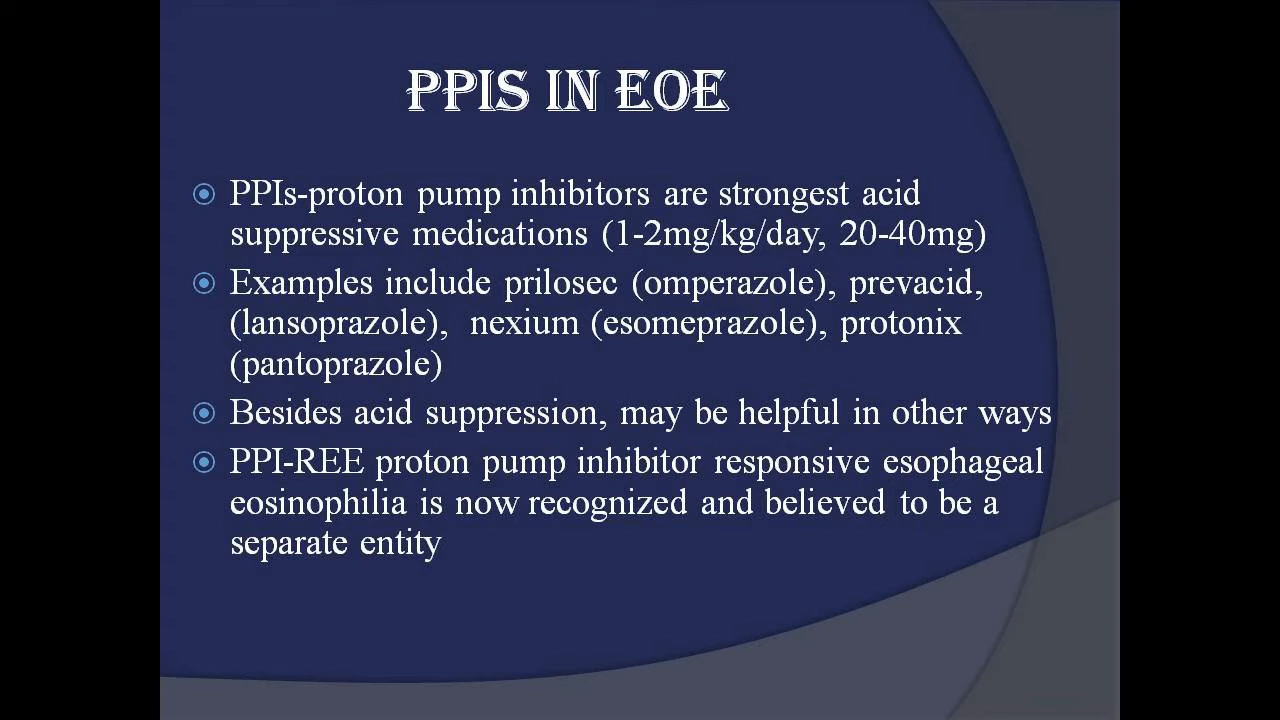 PPIS IN EOE
PPIs-proton pump inhibitors are strongest acid
suppressive medications (1-2mg/kg/day, 20-40mg)
Examples include prilosec (omperazole), prevacid,
(lansoprazole), nexium (esomeprazole), protonix
(pantoprazole)
Besides acid suppression, may be helpful in other ways
PPI-REE proton pump inhibitor responsive esophageal
eosinophilia is now recognized and believed to be a
separate entity